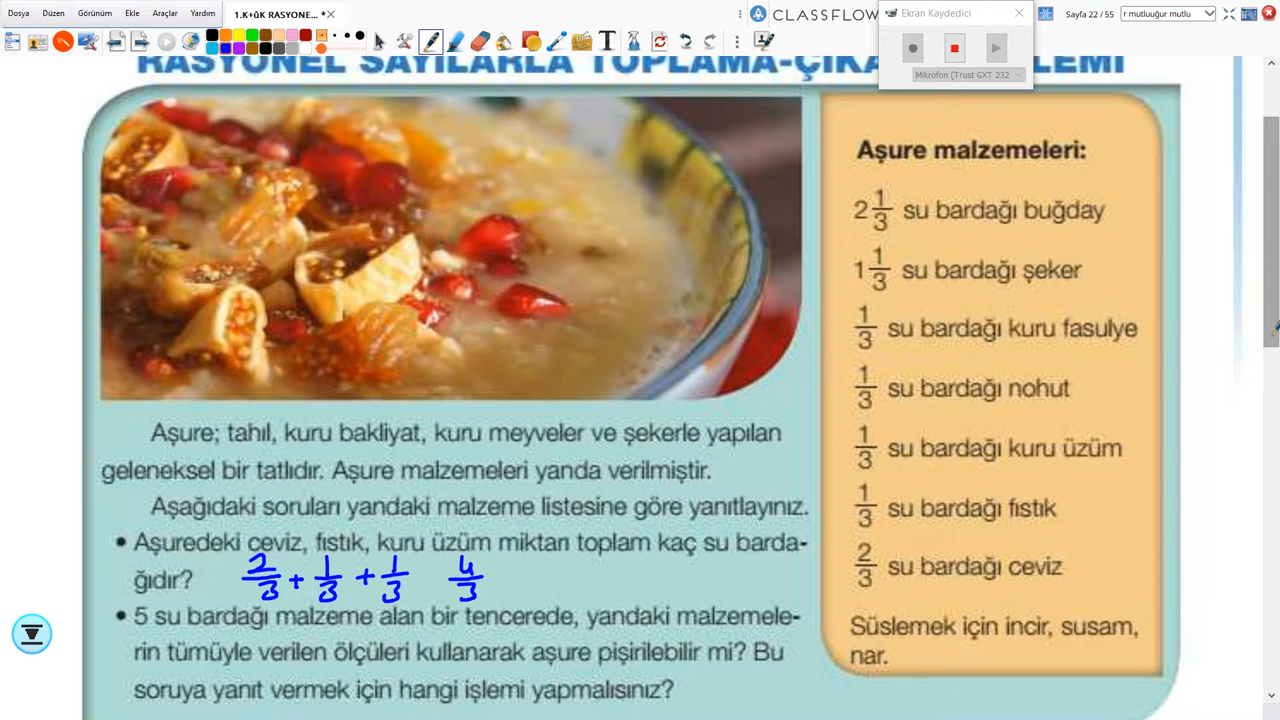 Dosya Düzen Görünüm Ekle Araçlar Yardım
1.K+ûK RASYONE... *
CLASSFLOW
Ekran Kaydedici
Mikrofon (Trust GXT 232
Sayfa 22 / 55
r mutluuğur mutlu
RASYONEL SAYILARLA TOPLAMA-ÇIKARMA İŞLEMİ
Aşure; tahıl, kuru bakliyat, kuru meyveler ve şekerle yapılan
geleneksel bir tatlıdır. Aşure malzemeleri yanda verilmiştir.
Aşağıdaki soruları yandaki malzeme listesine göre yanıtlayınız.
• Aşuredeki ceviz, fıstık, kuru üzüm miktarı toplam kaç su barda-
ğıdır? 2/3 + 1/3 + 1/3 4/3
• 5 su bardağı malzeme alan bir tencerede, yandaki malzemele-
rin tümüyle verilen ölçüleri kullanarak aşure pişirilebilir mi? Bu
soruya yanıt vermek için hangi işlemi yapmalısınız?
Aşure malzemeleri:
2 1/3 su bardağı buğday
1 1/3 su bardağı şeker
1/3 su bardağı kuru fasulye
1/3 su bardağı nohut
1/3 su bardağı kuru üzüm
1/3 su bardağı fıstık
2/3 su bardağı ceviz
Süslemek için incir, susam,
nar.